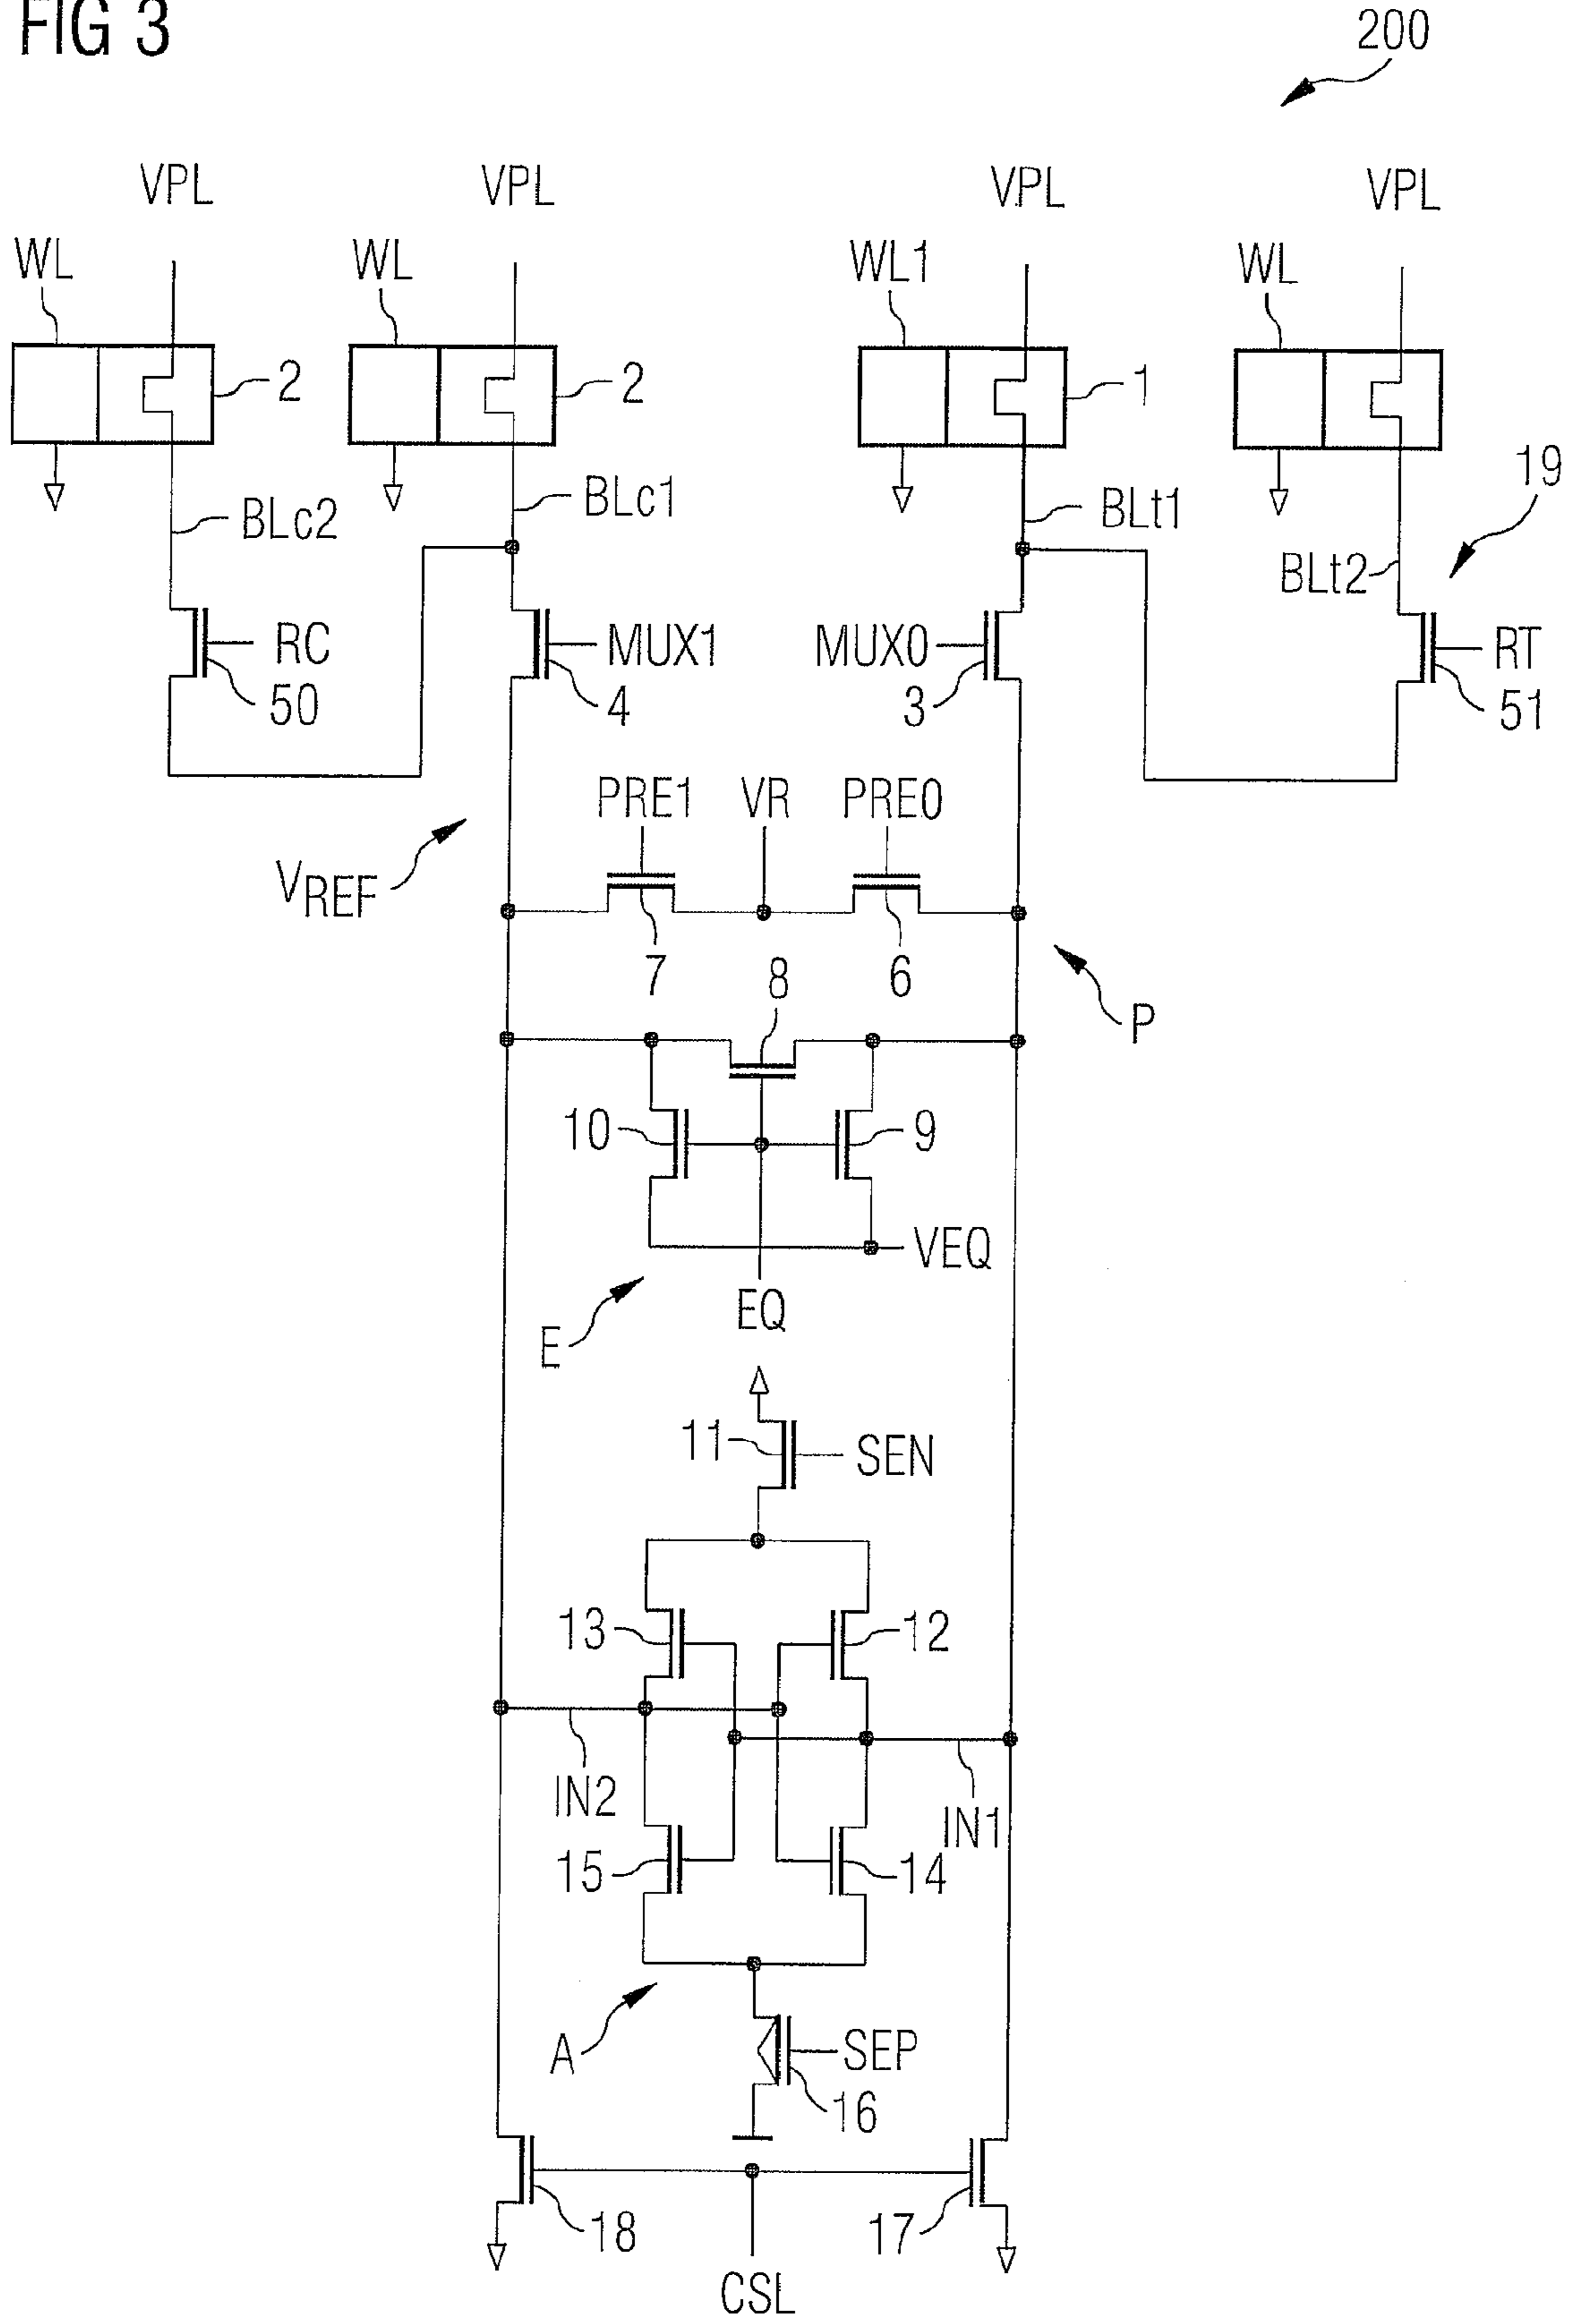 FIG 3
200
VPL VPL VPL VPL
WL WL WL1 WL
2 2 1
19
BLc2 BLc1 BLt1 BLt2
RC MUX1 MUX0 RT
50 4 3 51
PRE1 VR PRE0
VREF
7 8 6
P
10 9
VEQ
E EQ
11 SEN
13 12
IN2 IN1
15 14
A SEP
16
18 17
CSL